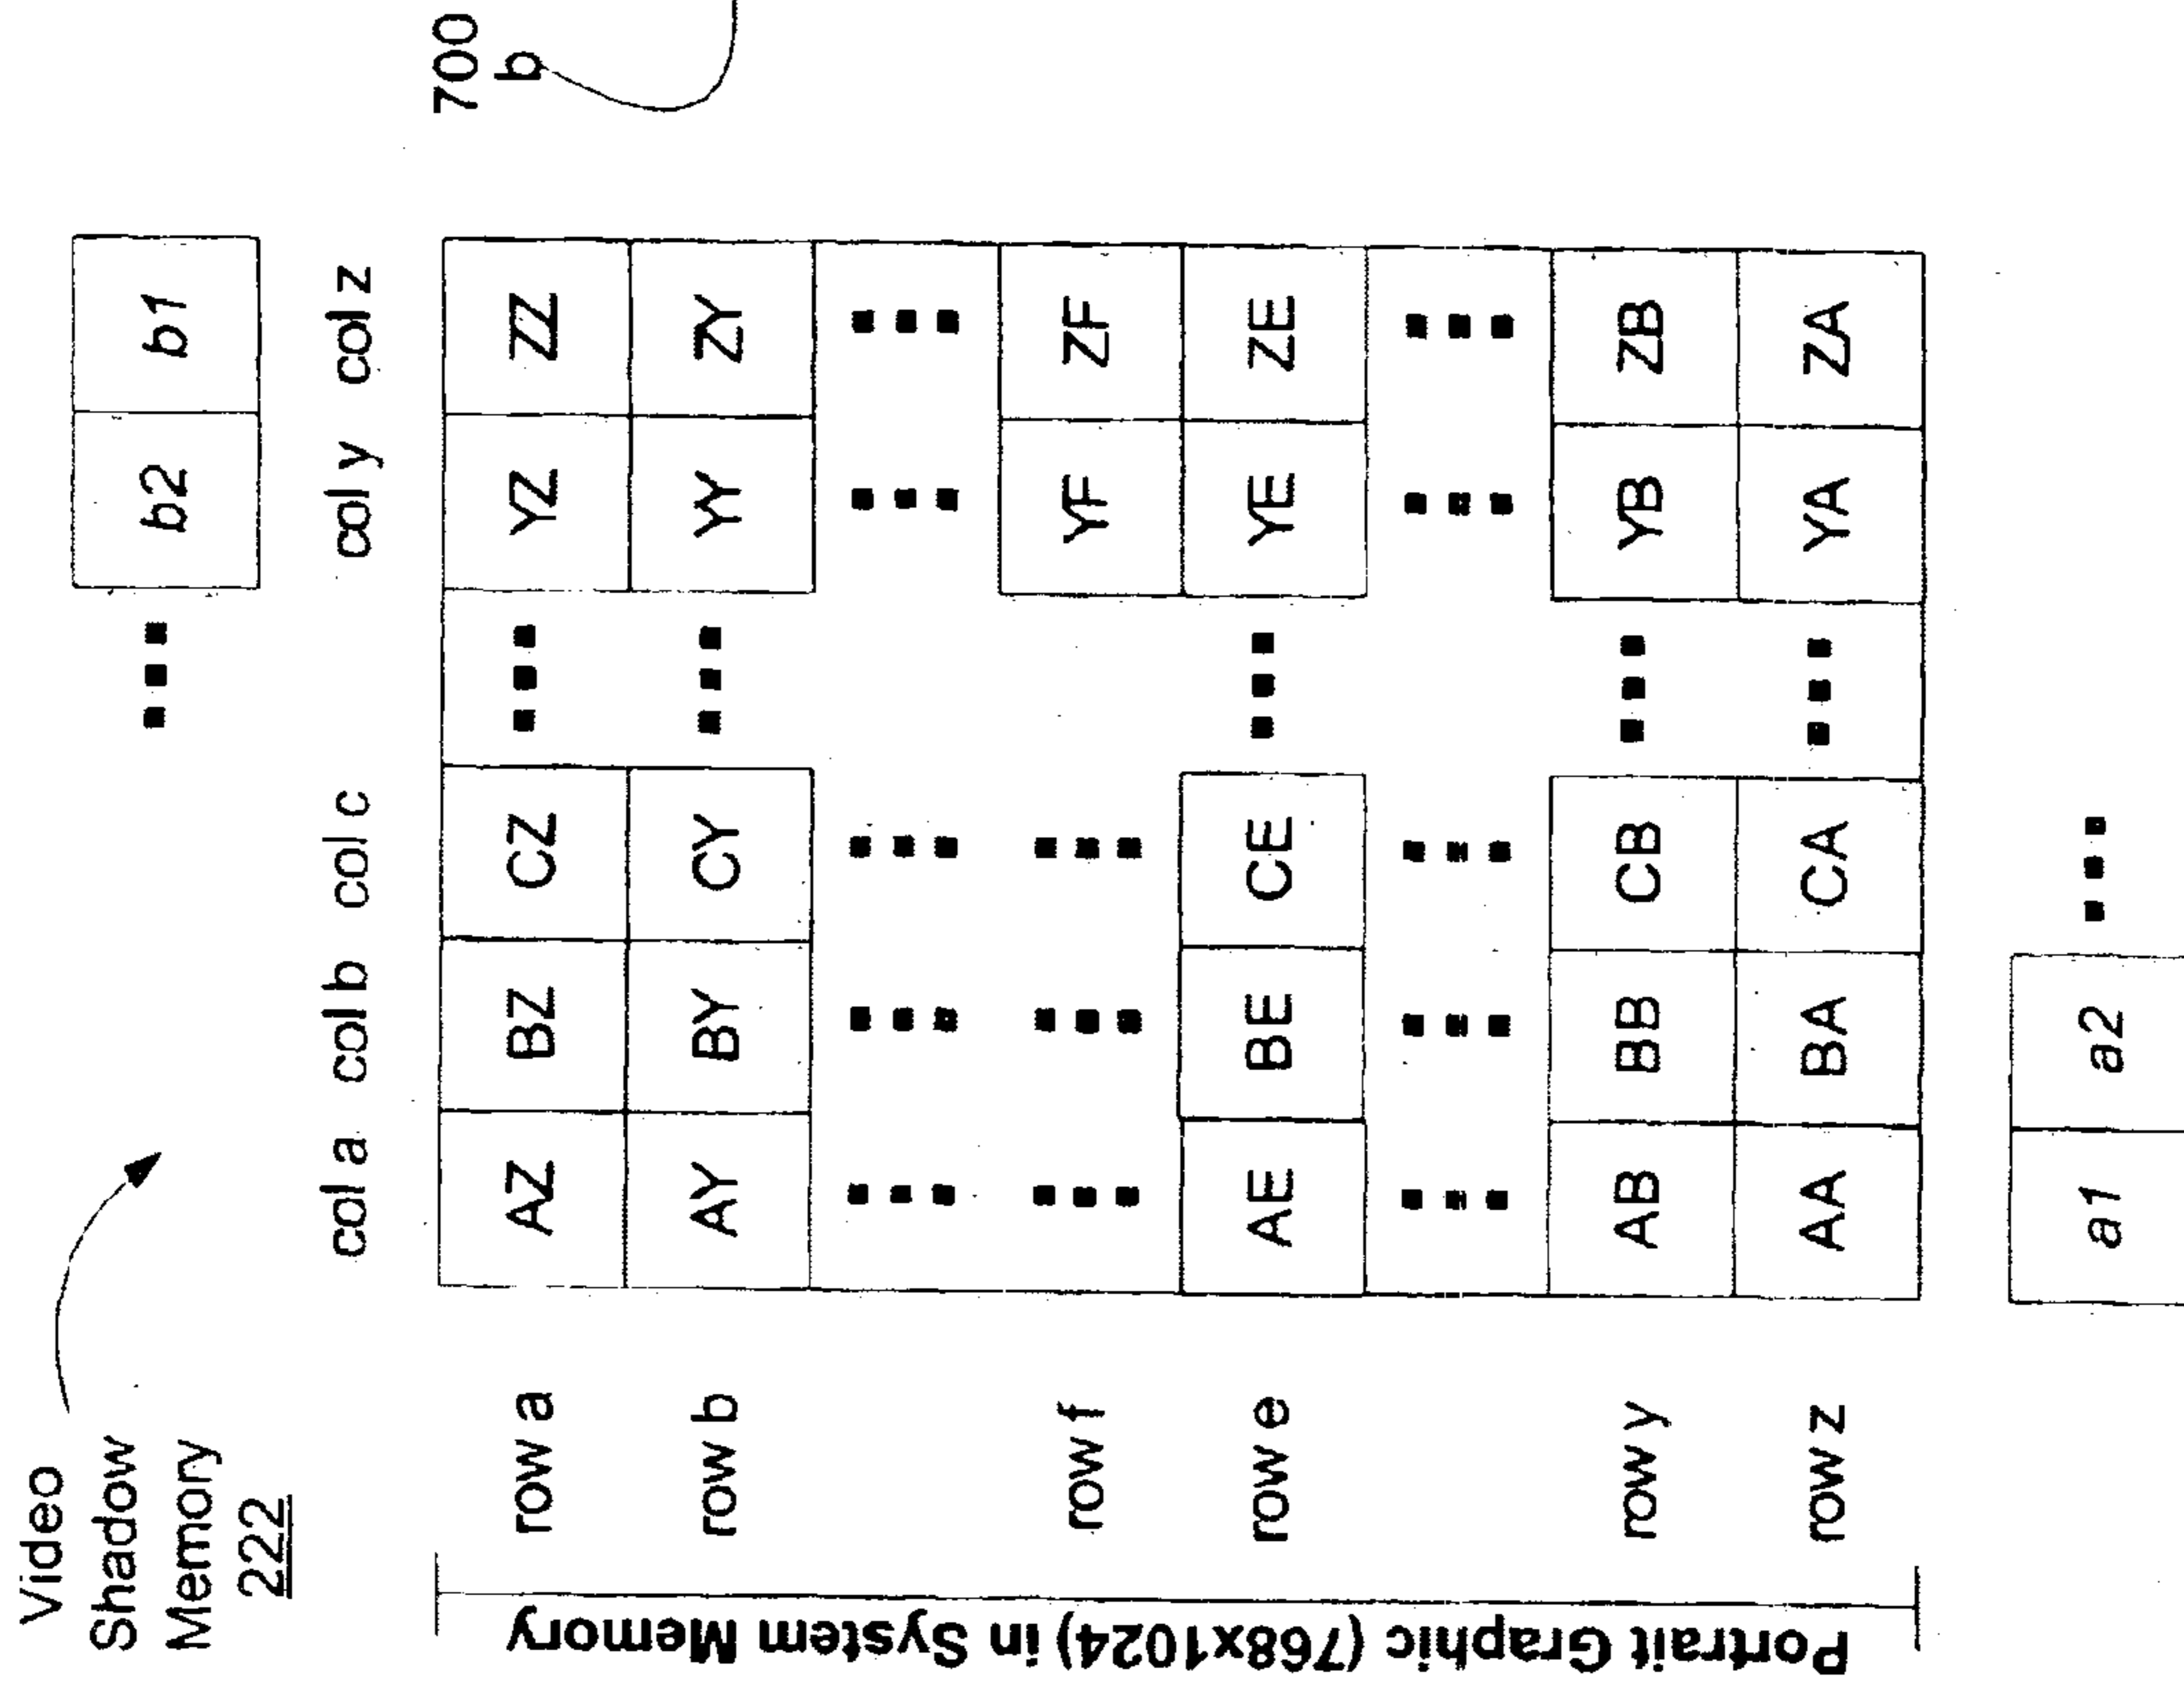 Video
Shadow
Memory
222
b2 b1
col a col b col c col y col z
700
b
Portrait Graphic (768x1024) in System Memory
row a AZ BZ CZ ... YZ ZZ
row b AY BY CY ... YY ZY
row f YF ZF
row e AE BE CE ... YE ZE
row y AB BB CB ... YB ZB
row z AA BA CA ... YA ZA
a1 a2 ...